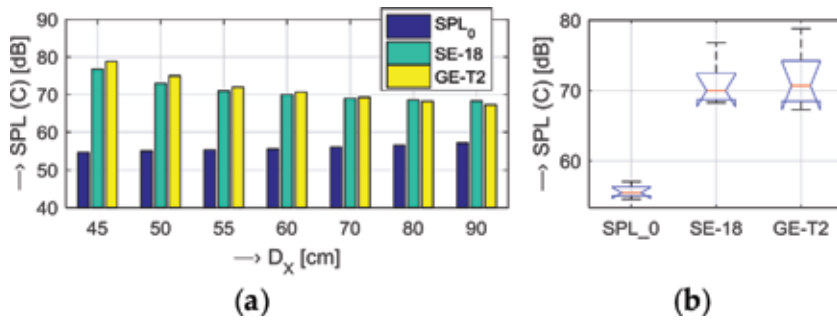 90
80
70
60
50
40
→ SPL (C) [dB]
SPL₀
SE-18
GE-T2
45 50 55 60 70 80 90
→ D_X [cm]
(a)
80
70
60
→ SPL (C) [dB]
SPL_0 SE-18 GE-T2
(b)